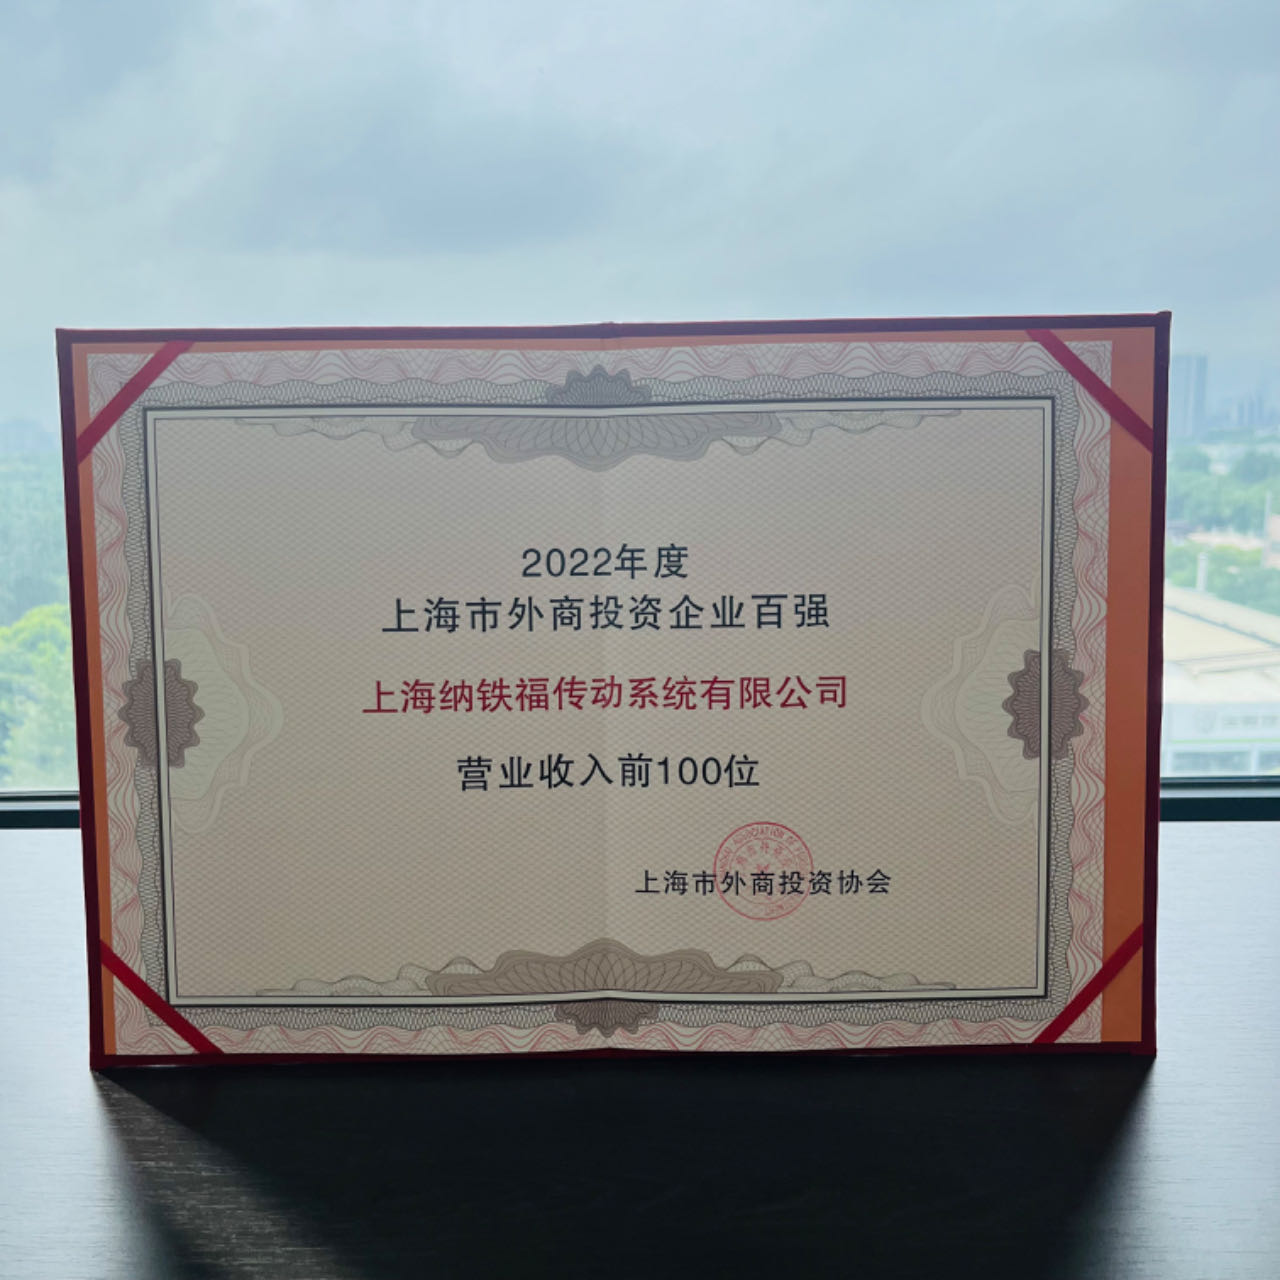 2022年度
上海市外商投资企业百强
上海纳铁福传动系统有限公司
营业收入前100位
上海市外商投资协会